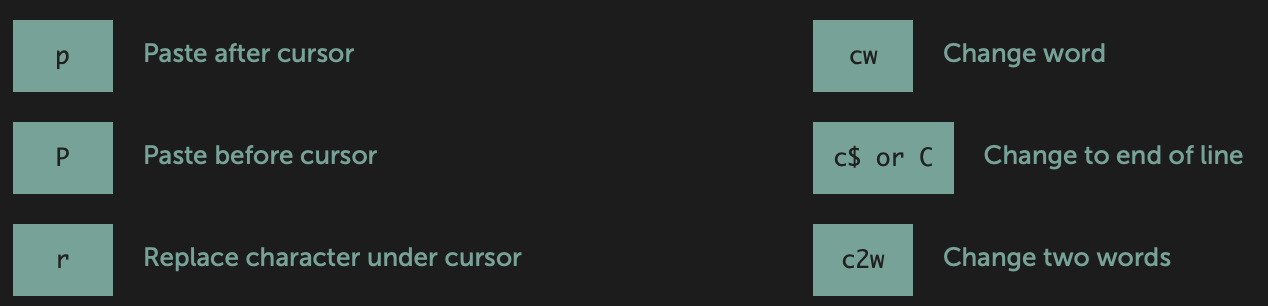 p Paste after cursor
P Paste before cursor
r Replace character under cursor
cw Change word
c$ or C Change to end of line
c2w Change two words